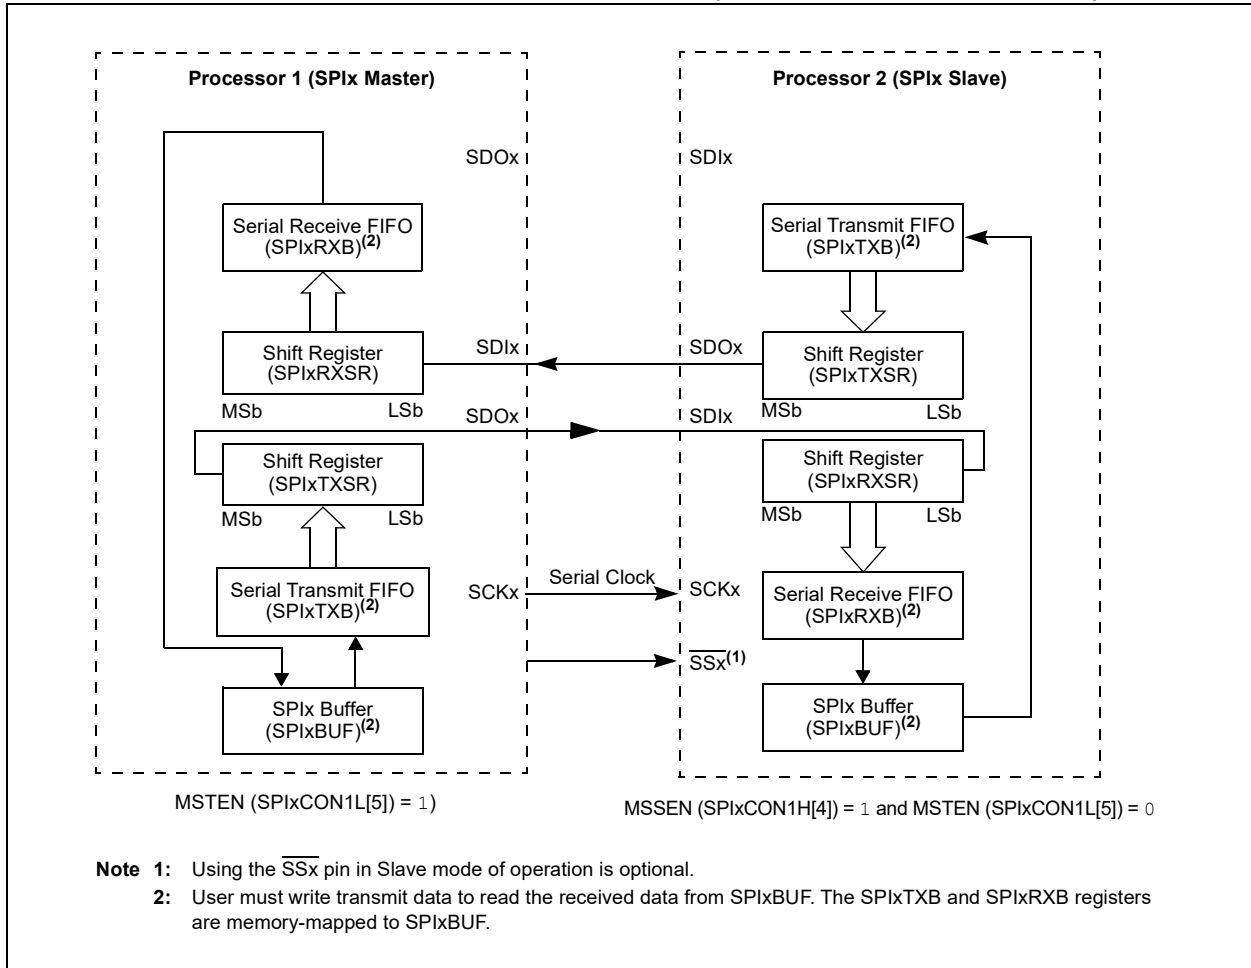 Processor 1 (SPIx Master)
SDOx
Serial Receive FIFO
(SPIxRXB)(2)
Shift Register
(SPIxRXSR)
MSb LSb
SDIx
SDOx
Shift Register
(SPIxTXSR)
MSb LSb
Serial Transmit FIFO
(SPIxTXB)(2)
SCKx
SPIx Buffer
(SPIxBUF)(2)
MSTEN (SPIxCON1L[5]) = 1)
Serial Clock
Processor 2 (SPIx Slave)
SDIx
Serial Transmit FIFO
(SPIxTXB)(2)
SDOx
Shift Register
(SPIxTXSR)
MSb LSb
SDIx
Shift Register
(SPIxRXSR)
MSb LSb
SCKx
Serial Receive FIFO
(SPIxRXB)(2)
SSx(1)
SPIx Buffer
(SPIxBUF)(2)
MSSEN (SPIxCON1H[4]) = 1 and MSTEN (SPIxCON1L[5]) = 0
Note 1: Using the SSx pin in Slave mode of operation is optional.
2: User must write transmit data to read the received data from SPIxBUF. The SPIxTXB and SPIxRXB registers
are memory-mapped to SPIxBUF.